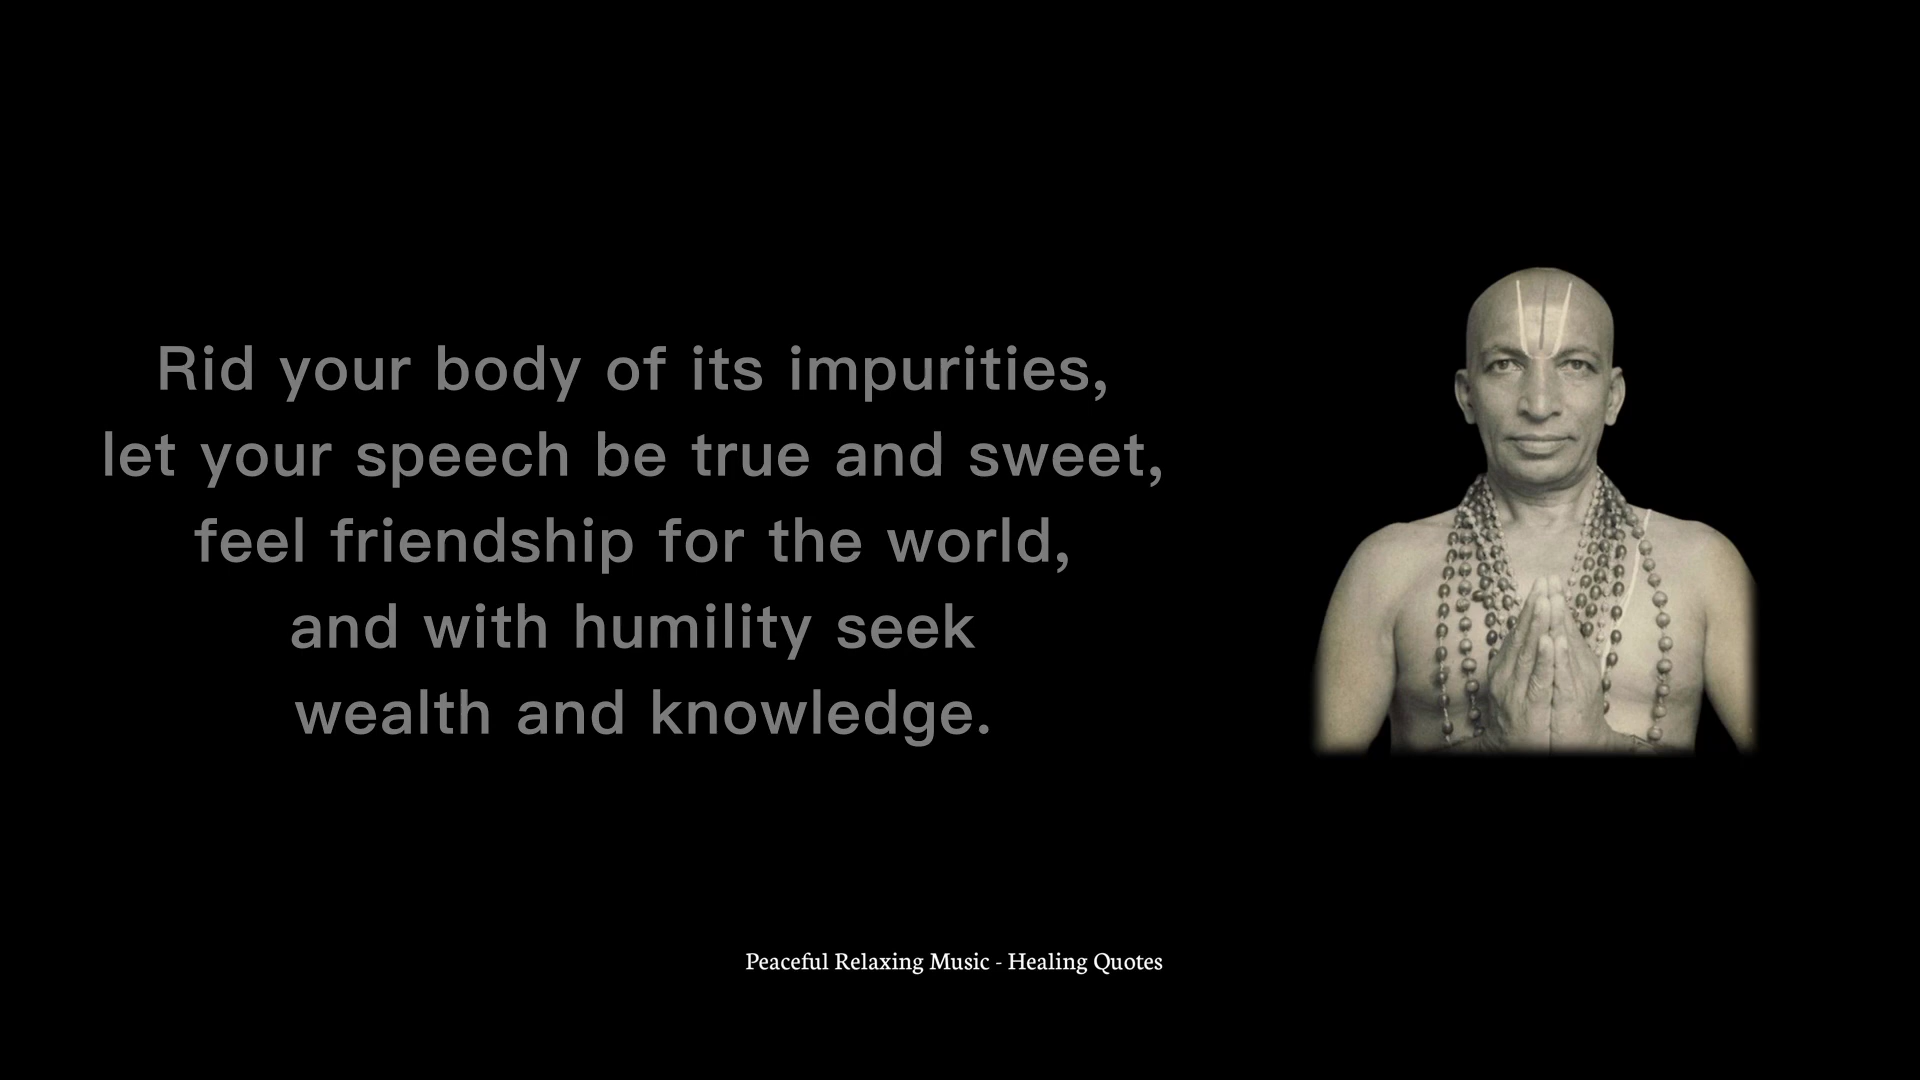 Rid your body of its impurities,
let your speech be true and sweet,
feel friendship for the world,
and with humility seek
wealth and knowledge.
Peaceful Relaxing Music - Healing Quotes